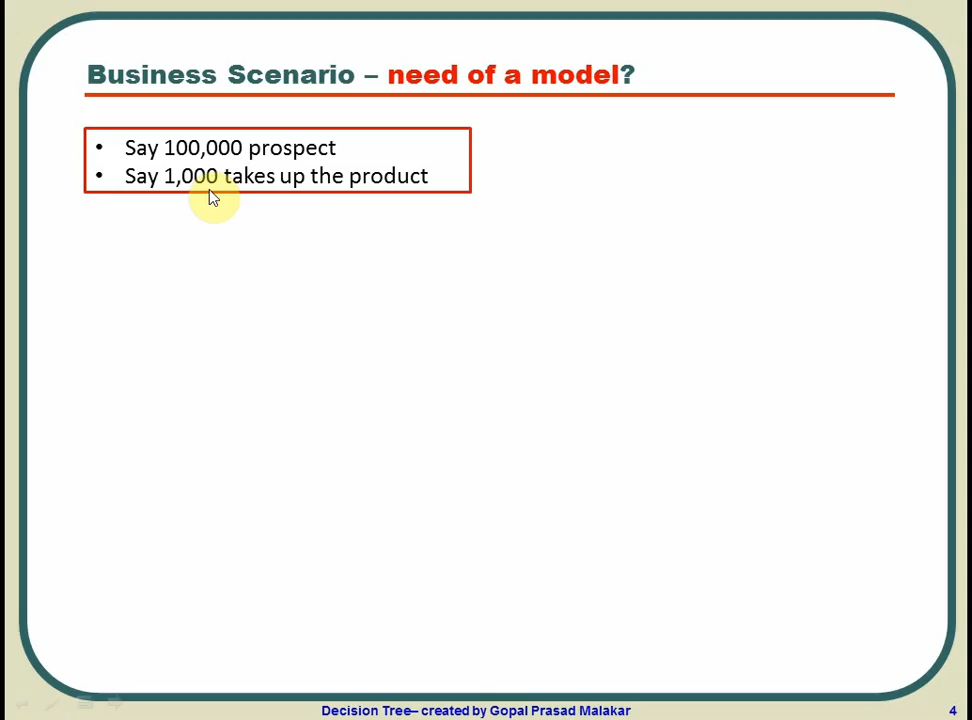 Business Scenario – need of a model?
• Say 100,000 prospect
• Say 1,000 takes up the product
Decision Tree– created by Gopal Prasad Malakar
4